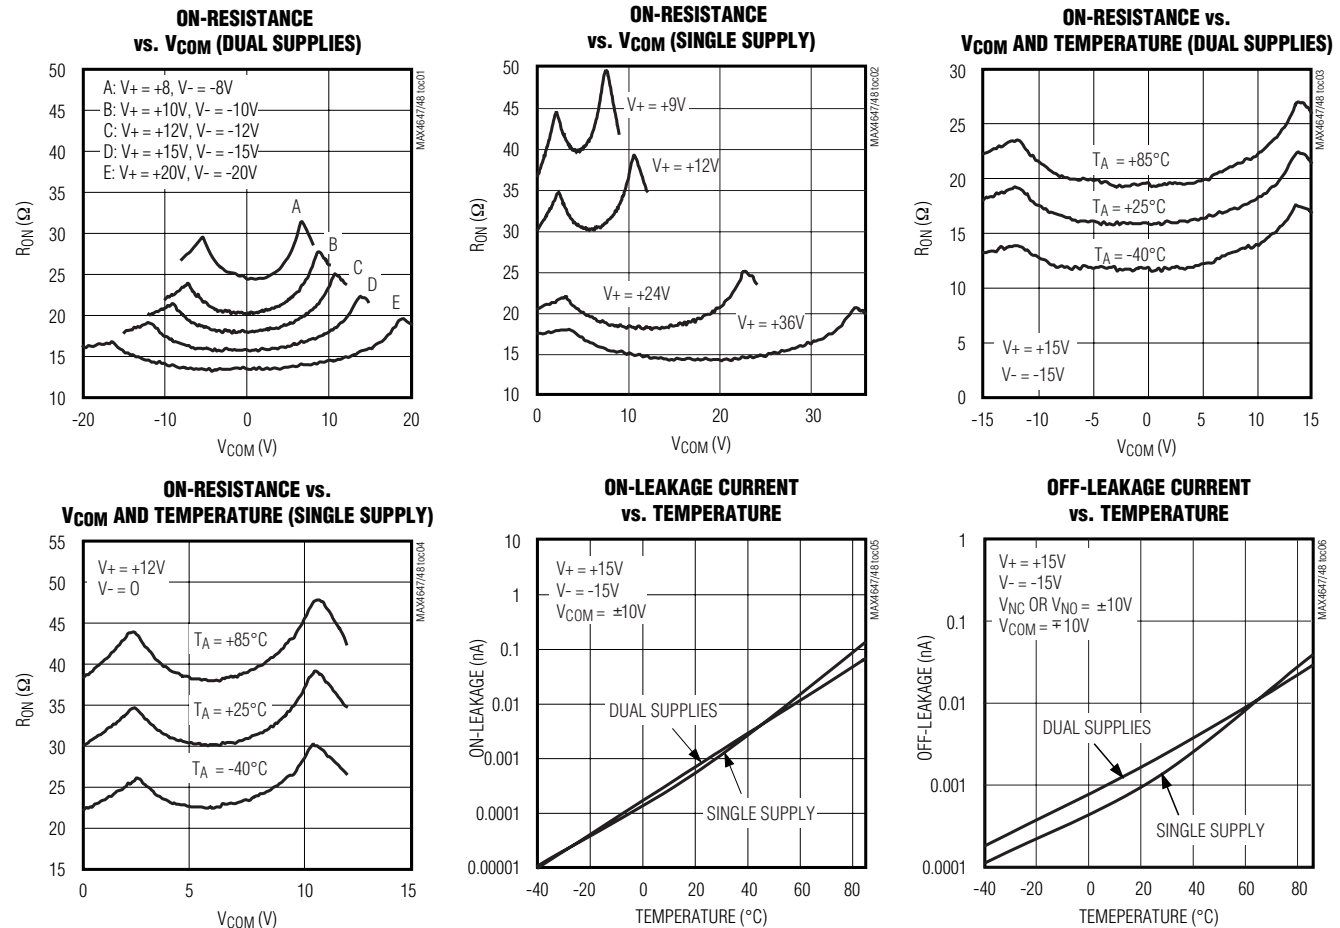 ON-RESISTANCE
vs. VCOM (DUAL SUPPLIES)
50
45
40
35
30
25
20
15
10
RON (Ω)
A: V+ = +8, V- = -8V
B: V+ = +10V, V- = -10V
C: V+ = +12V, V- = -12V
D: V+ = +15V, V- = -15V
E: V+ = +20V, V- = -20V
A
B
C
D
E
-20 -10 0 10 20
VCOM (V)
MAX4647/48 toc01
ON-RESISTANCE
vs. VCOM (SINGLE SUPPLY)
50
45
40
35
30
25
20
15
10
RON (Ω)
V+ = +9V
V+ = +12V
V+ = +24V
V+ = +36V
0 10 20 30
VCOM (V)
MAX4647/48 toc02
ON-RESISTANCE vs.
VCOM AND TEMPERATURE (DUAL SUPPLIES)
30
25
20
15
10
5
0
RON (Ω)
TA = +85°C
TA = +25°C
TA = -40°C
V+ = +15V
V- = -15V
-15 -10 -5 0 5 10 15
VCOM (V)
MAX4647/48 toc03
ON-RESISTANCE vs.
VCOM AND TEMPERATURE (SINGLE SUPPLY)
55
50
45
40
35
30
25
20
15
RON (Ω)
V+ = +12V
V- = 0
TA = +85°C
TA = +25°C
TA = -40°C
0 5 10 15
VCOM (V)
MAX4647/48 toc04
ON-LEAKAGE CURRENT
vs. TEMPERATURE
10
1
0.1
0.01
0.001
0.0001
0.00001
ON-LEAKAGE (nA)
V+ = +15V
V- = -15V
VCOM = ±10V
DUAL SUPPLIES
SINGLE SUPPLY
-40 -20 0 20 40 60 80
TEMPERATURE (°C)
MAX4647/48 toc05
OFF-LEAKAGE CURRENT
vs. TEMPERATURE
1
0.1
0.01
0.001
0.0001
OFF-LEAKAGE (nA)
V+ = +15V
V- = -15V
VNC OR VNO = ±10V
VCOM = ∓10V
DUAL SUPPLIES
SINGLE SUPPLY
-40 -20 0 20 40 60 80
TEMEPERATURE (°C)
MAX4647/48 toc06